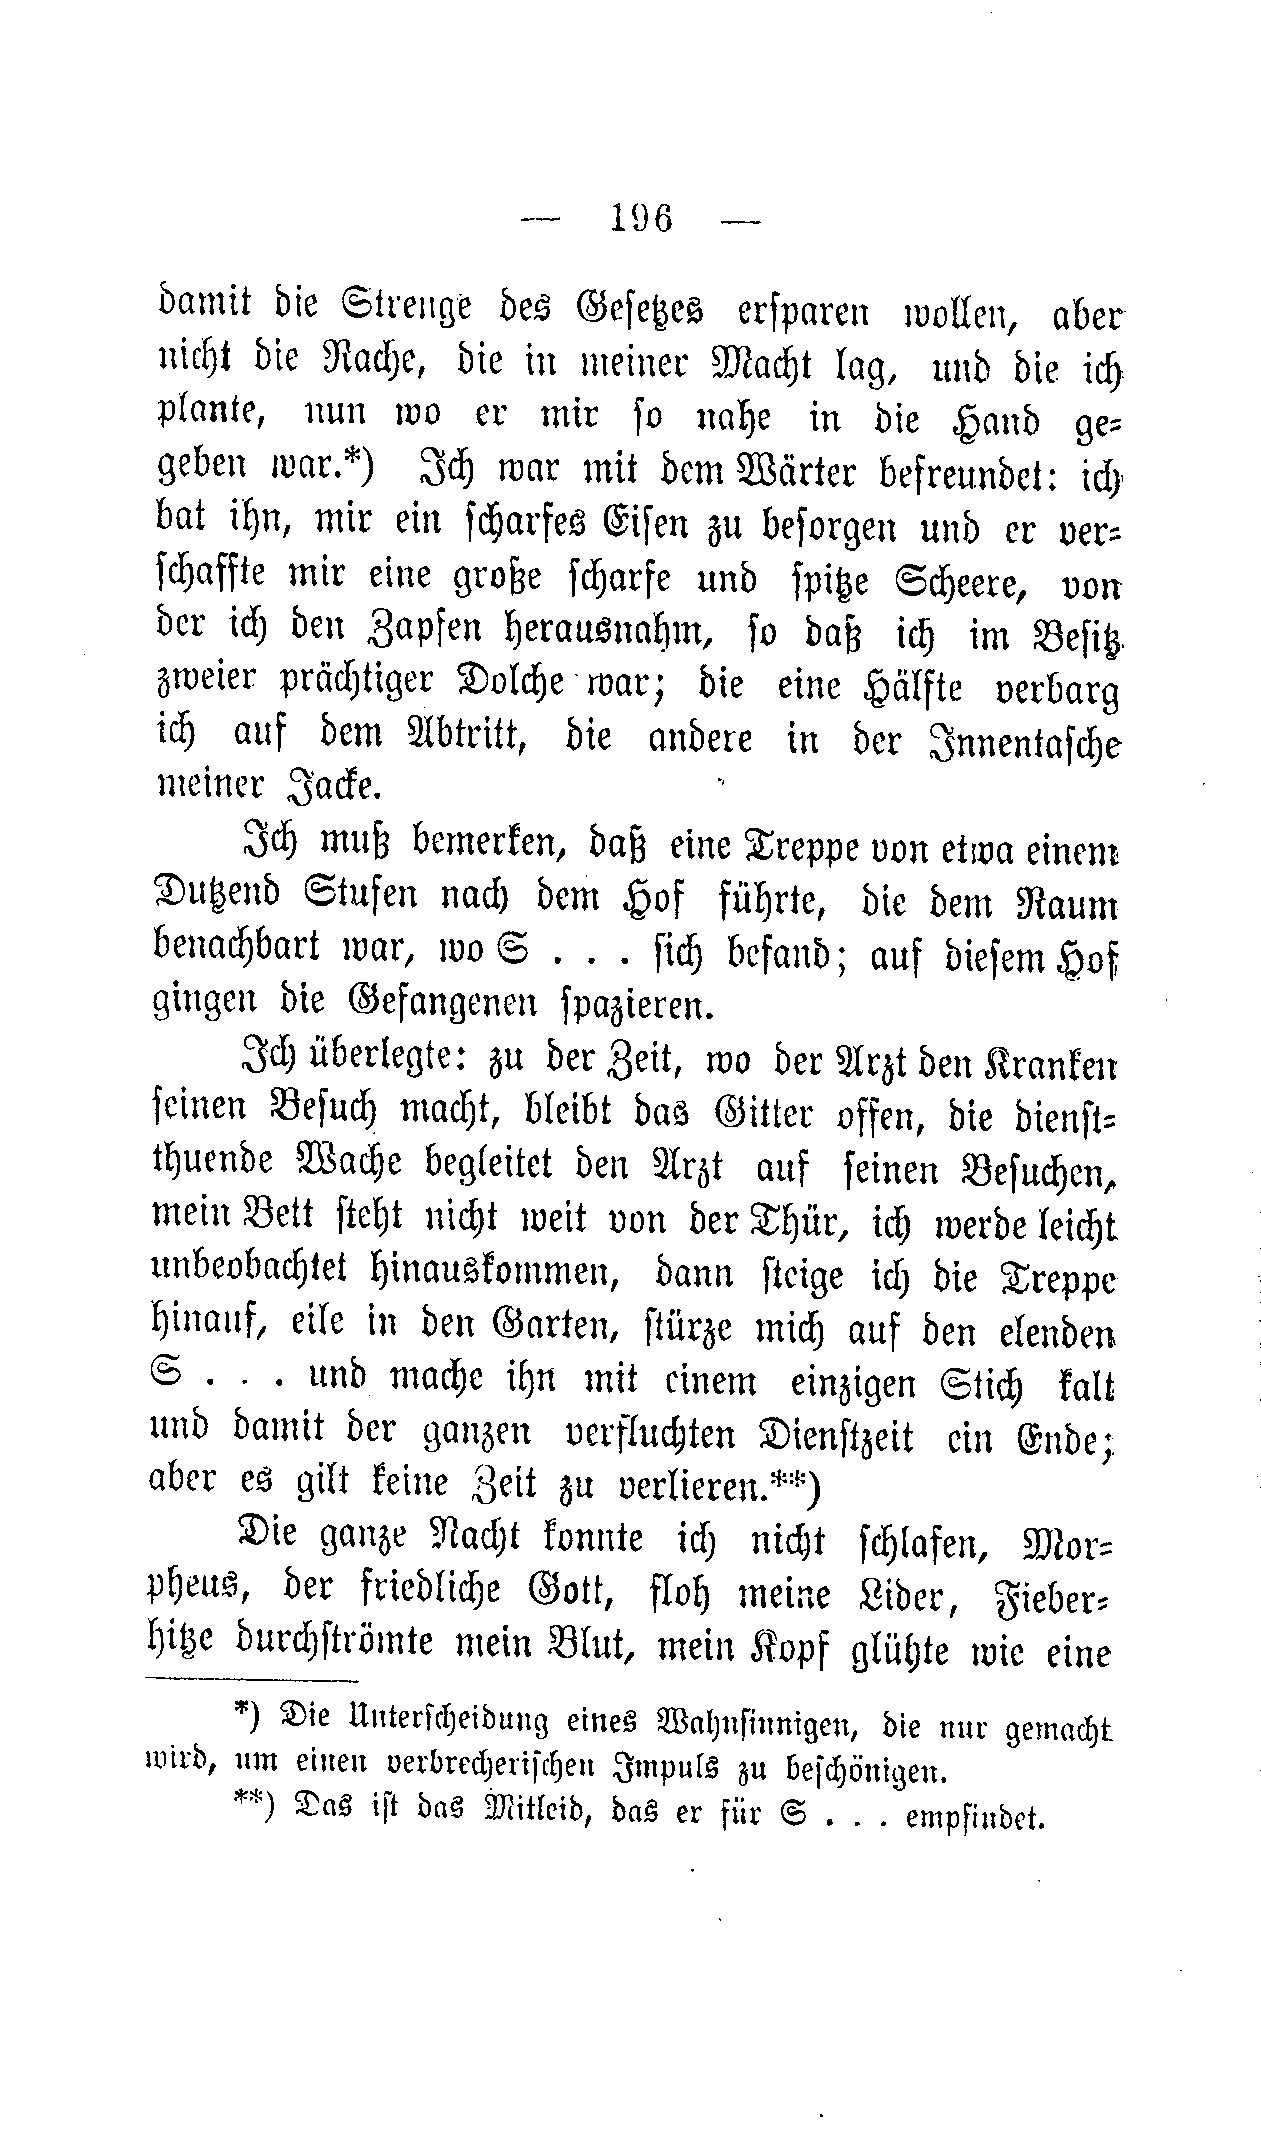 — 196 —
damit die Strenge des Gesetzes ersparen wollen, aber
nicht die Rache, die in meiner Macht lag, und die ich
plante, nun wo er mir so nahe in die Hand ge=
geben war.*) Ich war mit dem Wärter befreundet: ich
bat ihn, mir ein scharfes Eisen zu besorgen und er ver=
schaffte mir eine große scharfe und spitze Scheere, von
der ich den Zapfen herausnahm, so daß ich im Besitz
zweier prächtiger Dolche war; die eine Hälfte verbarg
ich auf dem Abtritt, die andere in der Innentasche
meiner Jacke.
Ich muß bemerken, daß eine Treppe von etwa einem
Dutzend Stufen nach dem Hof führte, die dem Raum
benachbart war, wo S . . . sich befand; auf diesem Hof
gingen die Gefangenen spazieren.
Ich überlegte: zu der Zeit, wo der Arzt den Kranken
seinen Besuch macht, bleibt das Gitter offen, die dienst=
thuende Wache begleitet den Arzt auf seinen Besuchen,
mein Bett steht nicht weit von der Thür, ich werde leicht
unbeobachtet hinauskommen, dann steige ich die Treppe
hinauf, eile in den Garten, stürze mich auf den elenden
S . . . und mache ihn mit einem einzigen Stich kalt
und damit der ganzen verfluchten Dienstzeit ein Ende;
aber es gilt keine Zeit zu verlieren.**)
Die ganze Nacht konnte ich nicht schlafen, Mor=
pheus, der friedliche Gott, floh meine Lider, Fieber=
hitze durchströmte mein Blut, mein Kopf glühte wie eine
*) Die Unterscheidung eines Wahnsinnigen, die nur gemacht
wird, um einen verbrecherischen Impuls zu beschönigen.
**) Das ist das Mitleid, das er für S . . . empfindet.